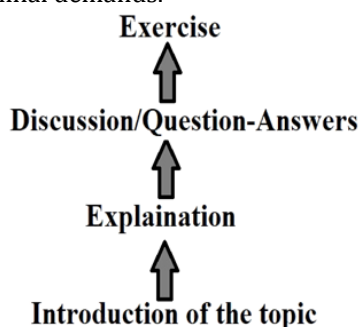 Exercise
Discussion/Question-Answers
Explaination
Introduction of the topic